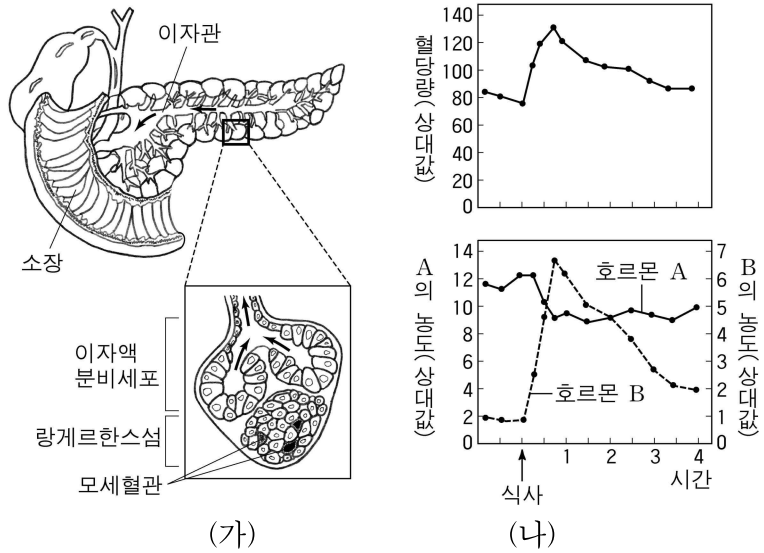 이자관
소장
이자액
분비세포
랑게르한스섬
모세혈관
(가)
혈당량(상대값)
140
120
100
80
60
40
20
0
A의 농도(상대값)
14
12
10
8
6
4
2
0
호르몬 A
호르몬 B
7
6
5
4
3
2
1
0
B의 농도(상대값)
1 2 3 4
시간
식사
(나)